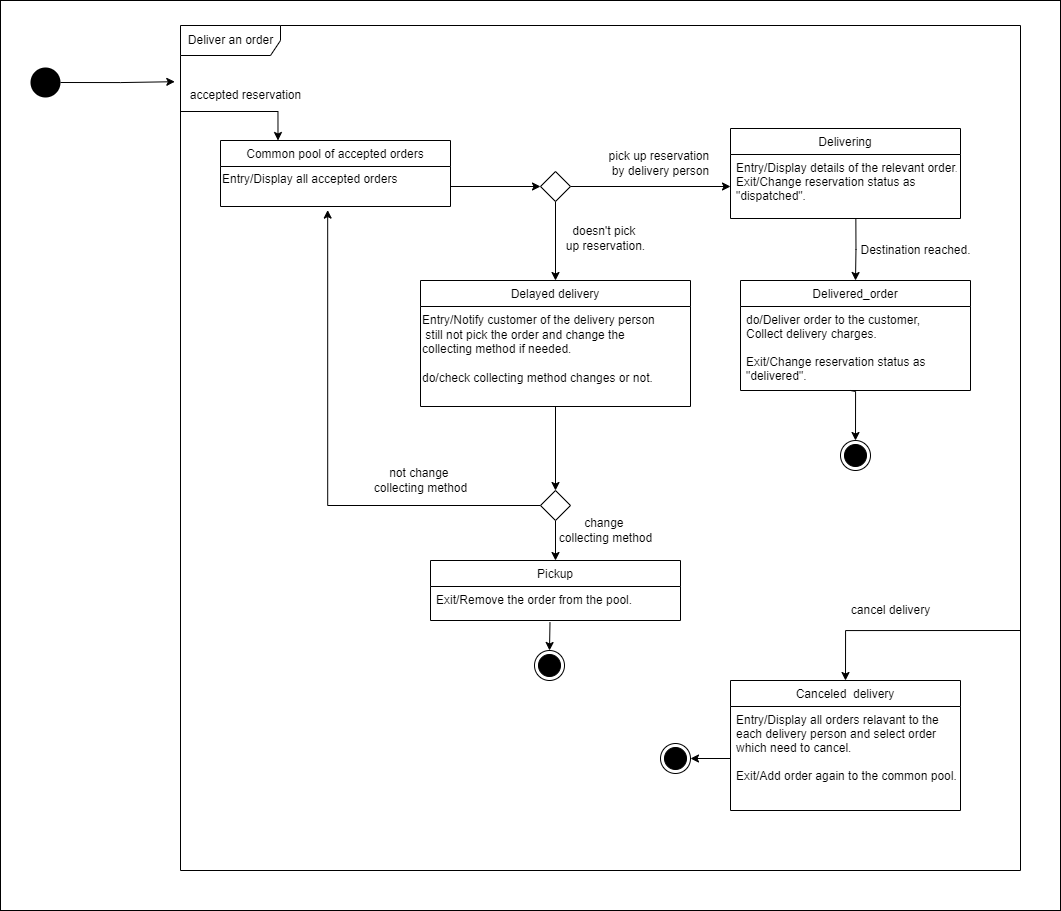 Deliver an order
accepted reservation
Common pool of accepted orders
Entry/Display all accepted orders
pick up reservation
by delivery person
Delivering
Entry/Display details of the relevant order.
Exit/Change reservation status as
"dispatched".
doesn't pick
up reservation.
Destination reached.
Delayed delivery
Entry/Notify customer of the delivery person
still not pick the order and change the
collecting method if needed.
do/check collecting method changes or not.
Delivered_order
do/Deliver order to the customer,
Collect delivery charges.
Exit/Change reservation status as
"delivered".
not change
collecting method
change
collecting method
Pickup
Exit/Remove the order from the pool.
cancel delivery
Canceled  delivery
Entry/Display all orders relavant to the
each delivery person and select order
which need to cancel.
Exit/Add order again to the common pool.